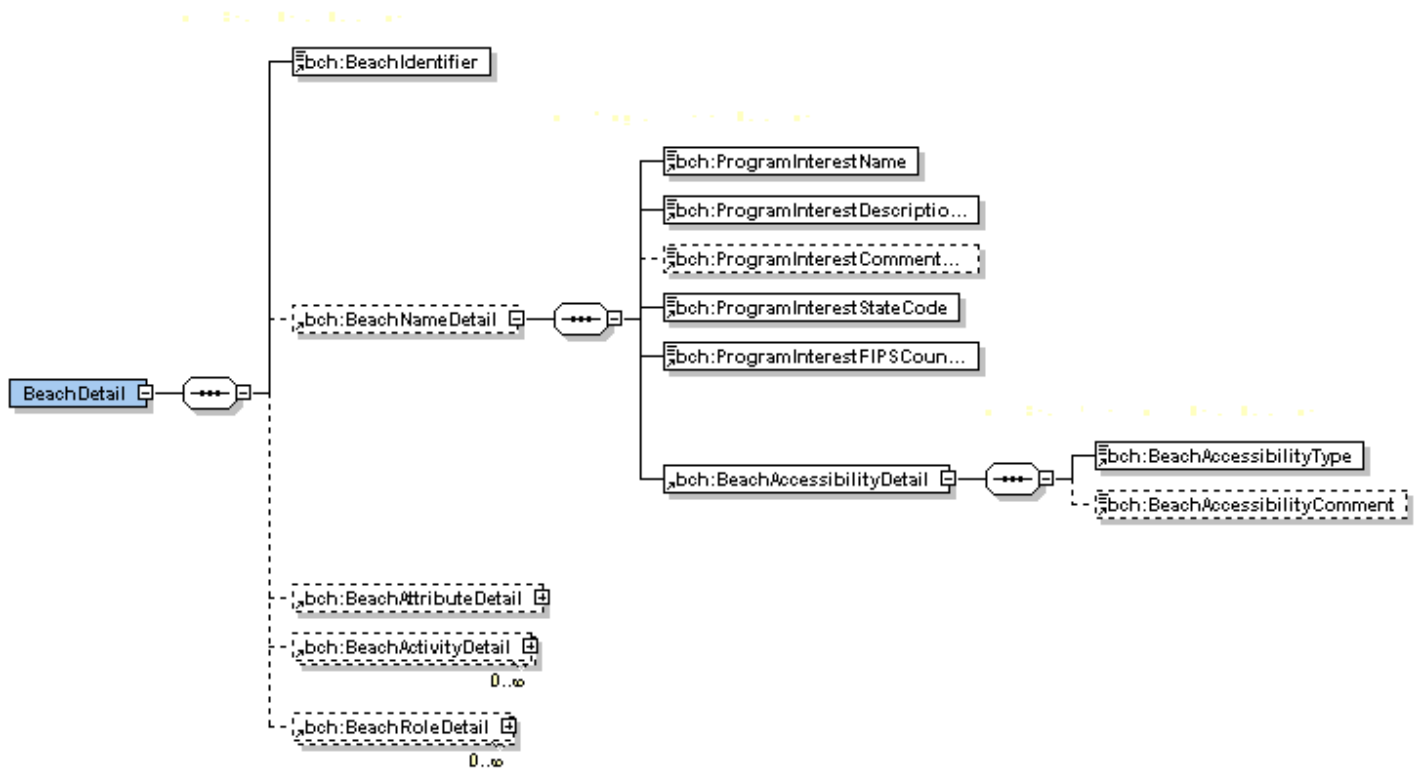 bch:BeachIdentifier
bch:ProgramInterestName
bch:ProgramInterestDescriptio...
bch:ProgramInterestComment...
bch:BeachNameDetail
bch:ProgramInterestStateCode
bch:ProgramInterestFIPSCoun...
BeachDetail
bch:BeachAccessibilityType
bch:BeachAccessibilityDetail
bch:BeachAccessibilityComment
bch:BeachAttributeDetail
bch:BeachActivityDetail
0..∞
bch:BeachRoleDetail
0..∞